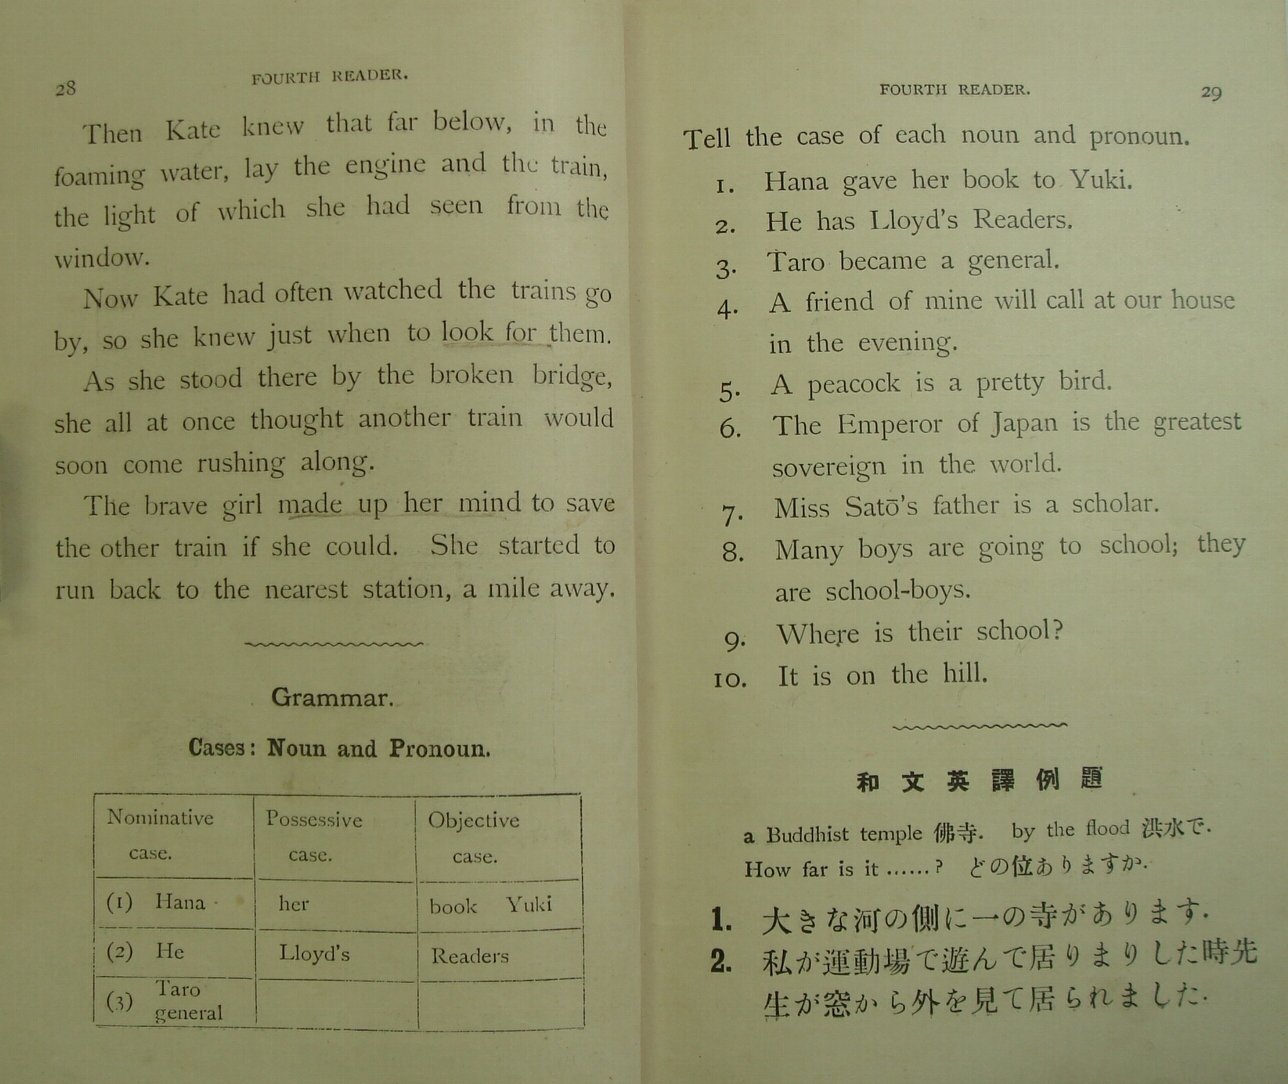 28
FOURTH READER.
Then Kate knew that far below, in the
foaming water, lay the engine and the train,
the light of which she had seen from the
window.
Now Kate had often watched the trains go
by, so she knew just when to look for them.
As she stood there by the broken bridge,
she all at once thought another train would
soon come rushing along.
The brave girl made up her mind to save
the other train if she could. She started to
run back to the nearest station, a mile away.
Grammar.
Cases: Noun and Pronoun.
Nominative case. Possessive case. Objective case.
(1) Hana her book Yuki
(2) He Lloyd's Readers
(3) Taro general
FOURTH READER.
29
Tell the case of each noun and pronoun.
1. Hana gave her book to Yuki.
2. He has Lloyd's Readers.
3. Taro became a general.
4. A friend of mine will call at our house
in the evening.
5. A peacock is a pretty bird.
6. The Emperor of Japan is the greatest
sovereign in the world.
7. Miss Satō's father is a scholar.
8. Many boys are going to school; they
are school-boys.
9. Where is their school?
10. It is on the hill.
和文英譯例題
a Buddhist temple 佛寺. by the flood 洪水で.
How far is it ......? どの位ありますか.
1. 大きな河の側に一の寺があります.
2. 私が運動場で遊んで居りまりした時先
生が窓から外を見て居られました.